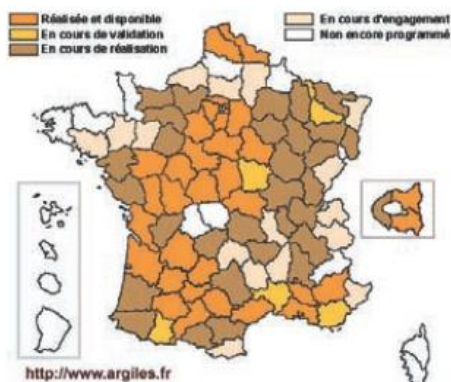 Réalisée et disponible
En cours de validation
En cours de réalisation
En cours d'engagement
Non encore programmé
http://www.argiles.fr